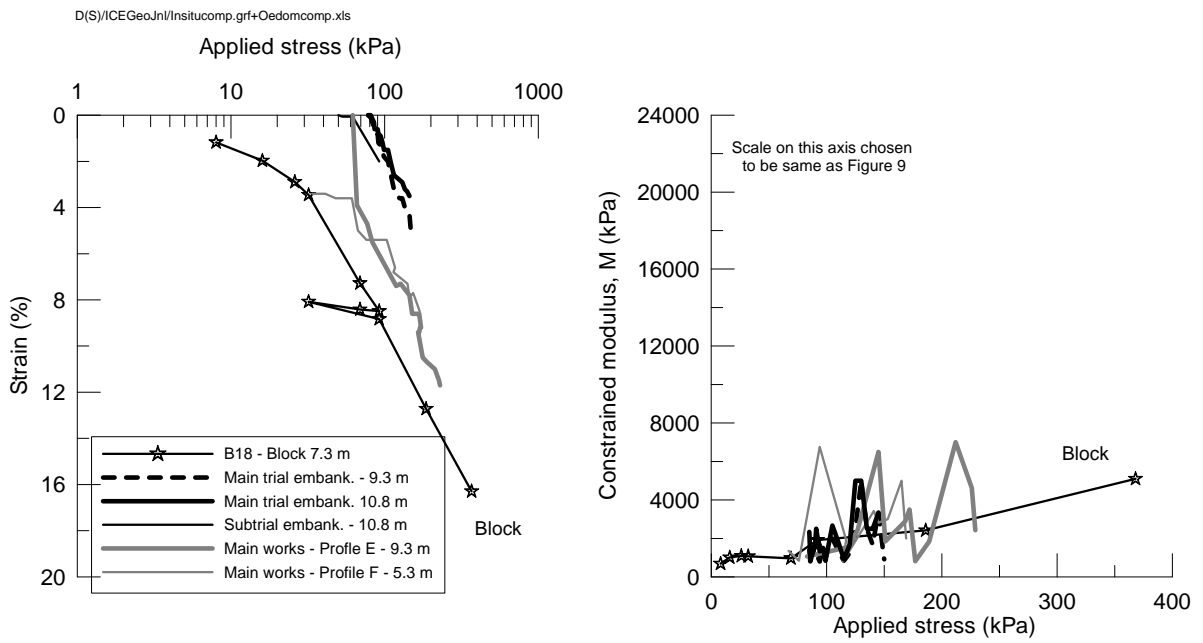 D(S)/ICEGeoJnl/Insitucomp.grf+Oedomcomp.xls
Applied stress (kPa)
1 10 100 1000
0
4
8
12
16
20
Strain (%)
B18 - Block 7.3 m
Main trial embank. - 9.3 m
Main trial embank. 10.8 m
Subtrial embank. - 10.8 m
Main works - Profle E - 9.3 m
Main works - Profile F - 5.3 m
Block
24000
20000
16000
12000
8000
4000
0
Constrained modulus, M (kPa)
Scale on this axis chosen
to be same as Figure 9
Block
0 100 200 300 400
Applied stress (kPa)